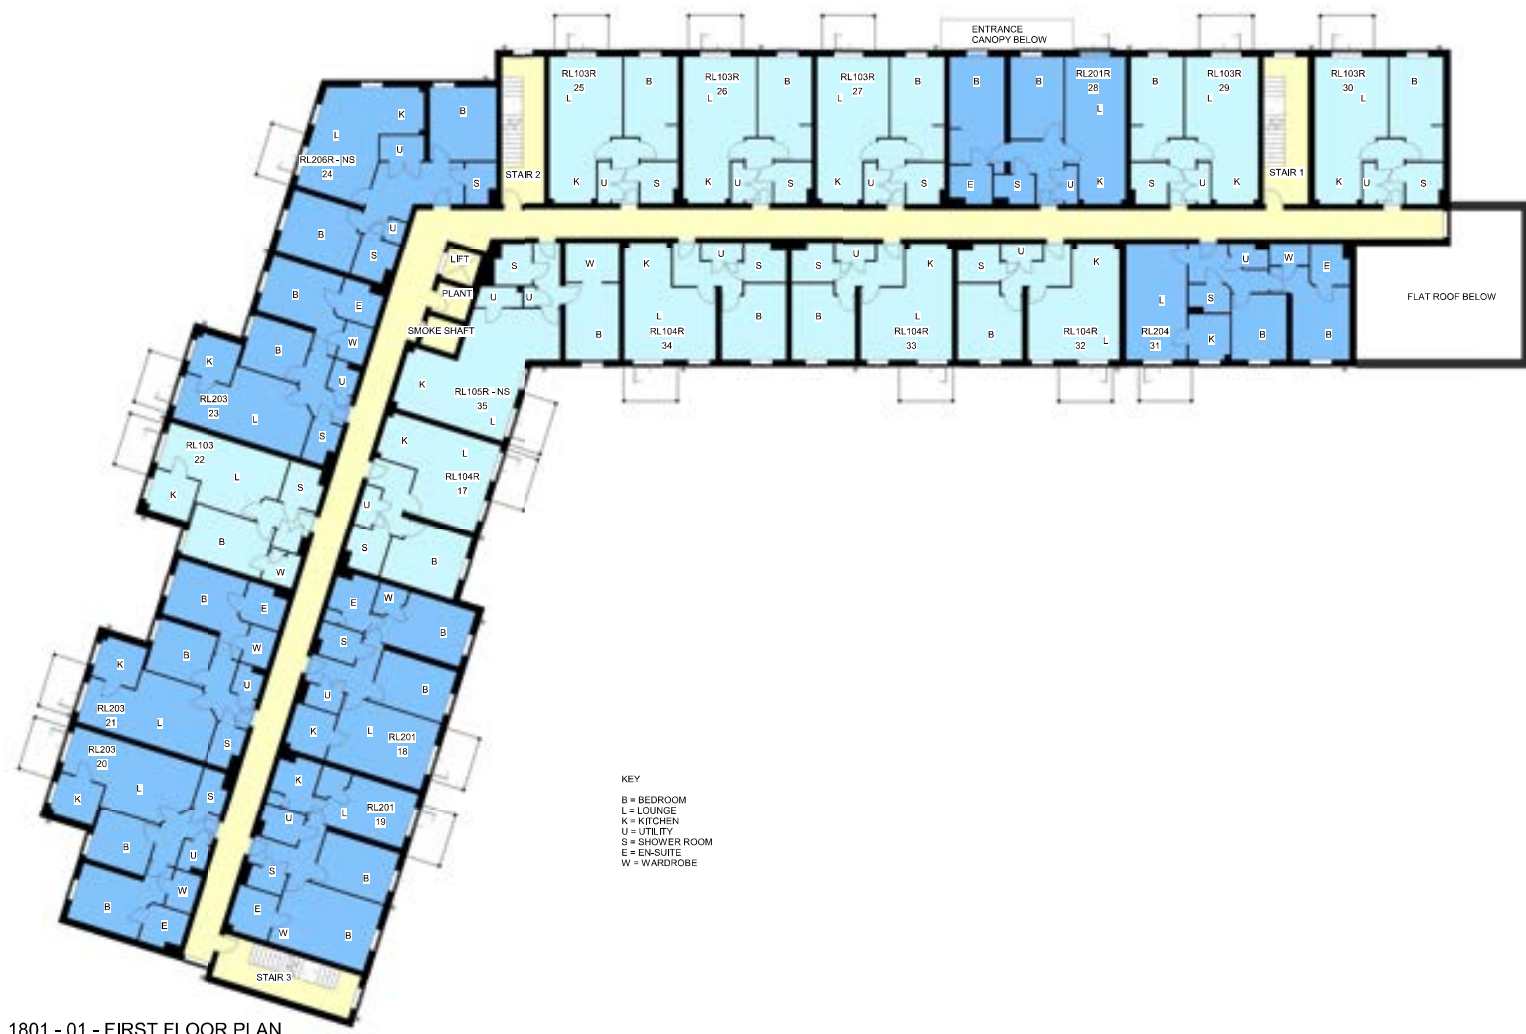 ENTRANCE
CANOPY BELOW
RL103R
25
L
B
K
U
S
RL103R
26
L
B
K
U
S
RL103R
27
L
B
K
U
S
B
B
RL201R
28
L
E
S
U
K
B
RL103R
29
L
S
U
K
STAIR 1
RL103R
30
L
B
K
U
S
STAIR 2
B
K
L
U
RL206R - NS
24
S
B
U
S
LIFT
PLANT
SMOKE SHAFT
S
U
U
W
B
K
RL105R - NS
35
L
K
U
S
L
RL104R
34
B
S
U
K
B
L
RL104R
33
S
U
K
B
RL104R
32
L
U
W
E
L
S
RL204
31
K
B
B
FLAT ROOF BELOW
B
E
W
B
K
U
RL203
23
L
S
RL103
22
L
S
K
B
W
K
L
RL104R
17
U
S
B
B
E
W
B
K
U
RL203
21
L
S
E
W
B
S
B
U
K
L
RL201
18
RL203
20
L
S
K
B
U
W
B
E
K
L
RL201
19
U
S
B
E
W
B
STAIR 3
KEY
B = BEDROOM
L = LOUNGE
K = KITCHEN
U = UTILITY
S = SHOWER ROOM
E = EN-SUITE
W = WARDROBE
1801 - 01 - FIRST FLOOR PLAN